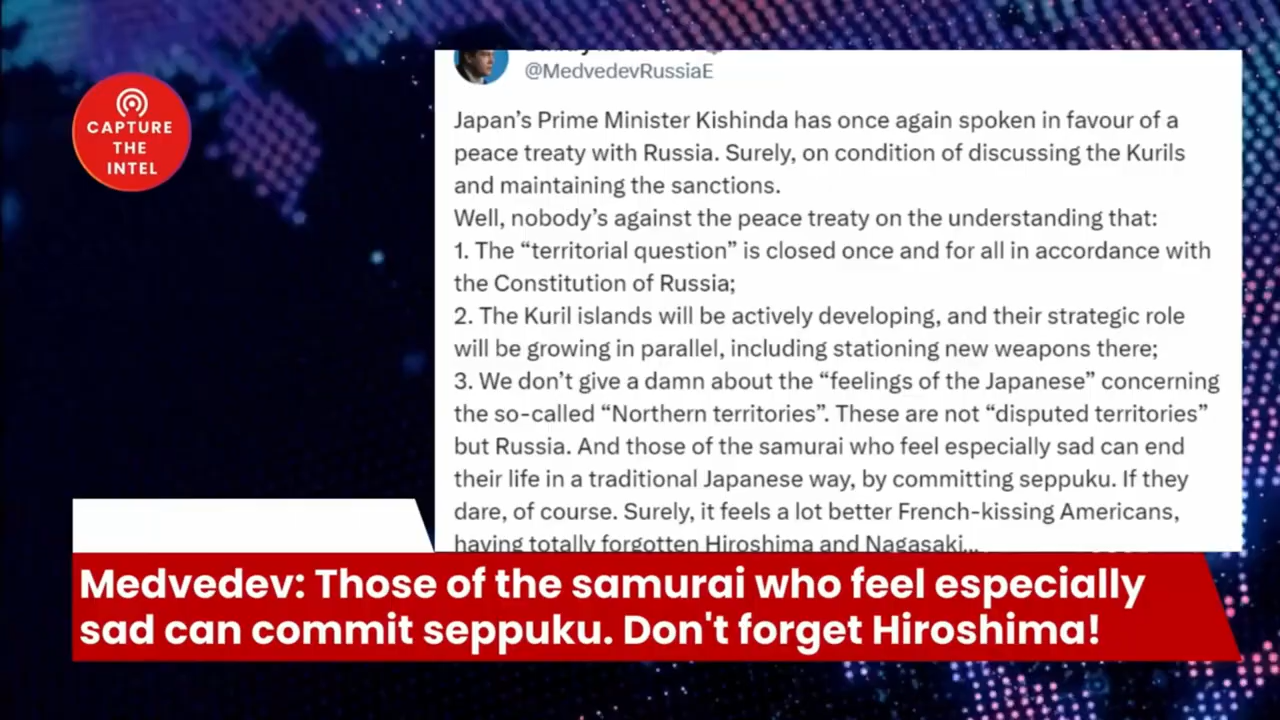 CAPTURE
THE
INTEL
@MedvedevRussiaE
Japan’s Prime Minister Kishinda has once again spoken in favour of a
peace treaty with Russia. Surely, on condition of discussing the Kurils
and maintaining the sanctions.
Well, nobody’s against the peace treaty on the understanding that:
1. The “territorial question” is closed once and for all in accordance with
the Constitution of Russia;
2. The Kuril islands will be actively developing, and their strategic role
will be growing in parallel, including stationing new weapons there;
3. We don’t give a damn about the “feelings of the Japanese” concerning
the so-called “Northern territories”. These are not “disputed territories”
but Russia. And those of the samurai who feel especially sad can end
their life in a traditional Japanese way, by committing seppuku. If they
dare, of course. Surely, it feels a lot better French-kissing Americans,
having totally forgotten Hiroshima and Nagasaki...
Medvedev: Those of the samurai who feel especially
sad can commit seppuku. Don't forget Hiroshima!